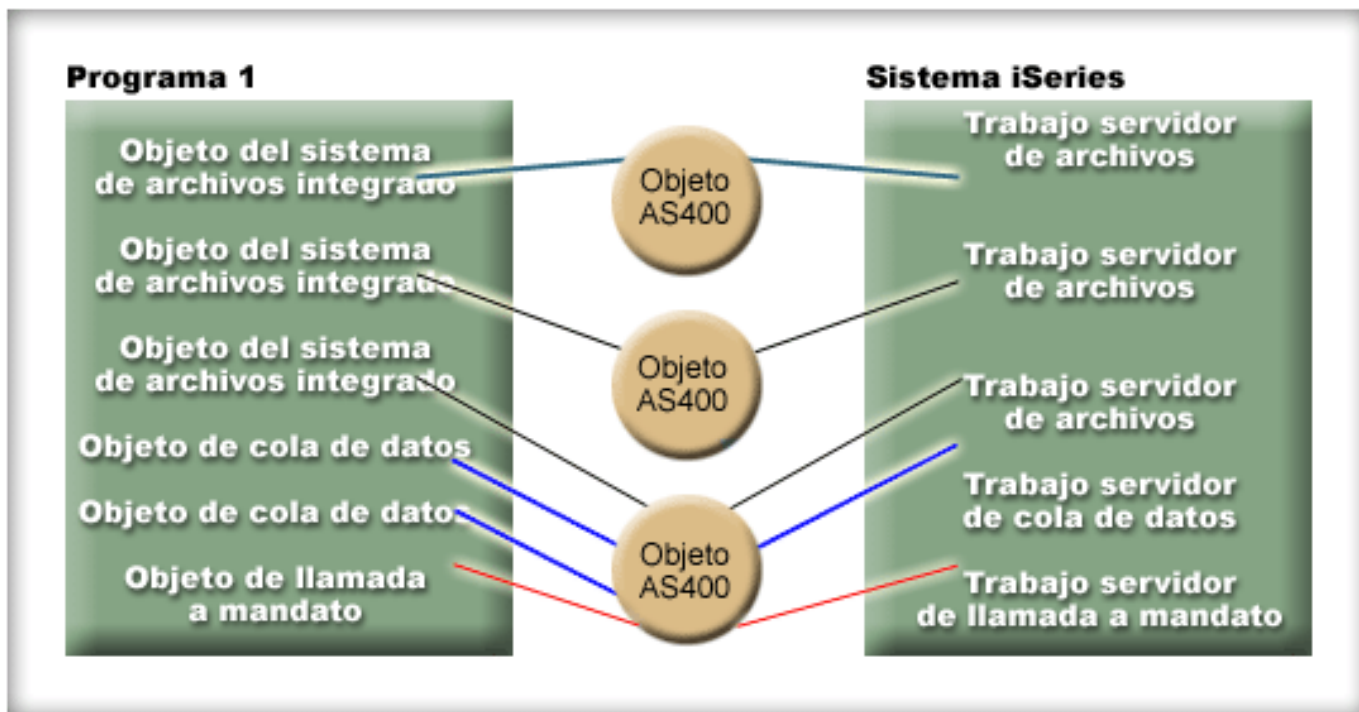 Programa 1
Objeto del sistema
de archivos integrado
Objeto del sistema
de archivos integrado
Objeto del sistema
de archivos integrado
Objeto de cola de datos
Objeto de cola de datos
Objeto de llamada
a mandato
Objeto
AS400
Objeto
AS400
Objeto
AS400
Sistema iSeries
Trabajo servidor
de archivos
Trabajo servidor
de archivos
Trabajo servidor
de archivos
Trabajo servidor
de cola de datos
Trabajo servidor
de llamada a mandato